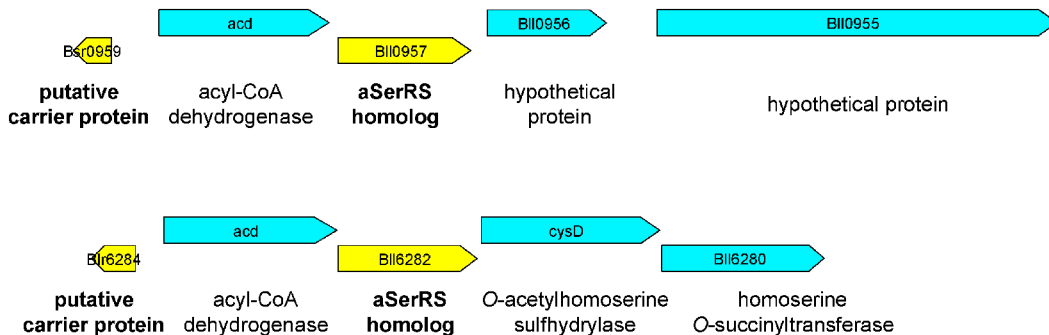 acd
Bll0956
Bll0955
Bsr0959
Bll0957
putative
carrier protein
acyl-CoA
dehydrogenase
aSerRS
homolog
hypothetical
protein
hypothetical protein
acd
cysD
Blr6284
Bll6282
Bll6280
putative
carrier protein
acyl-CoA
dehydrogenase
aSerRS
homolog
O-acetylhomoserine
sulfhydrylase
homoserine
O-succinyltransferase